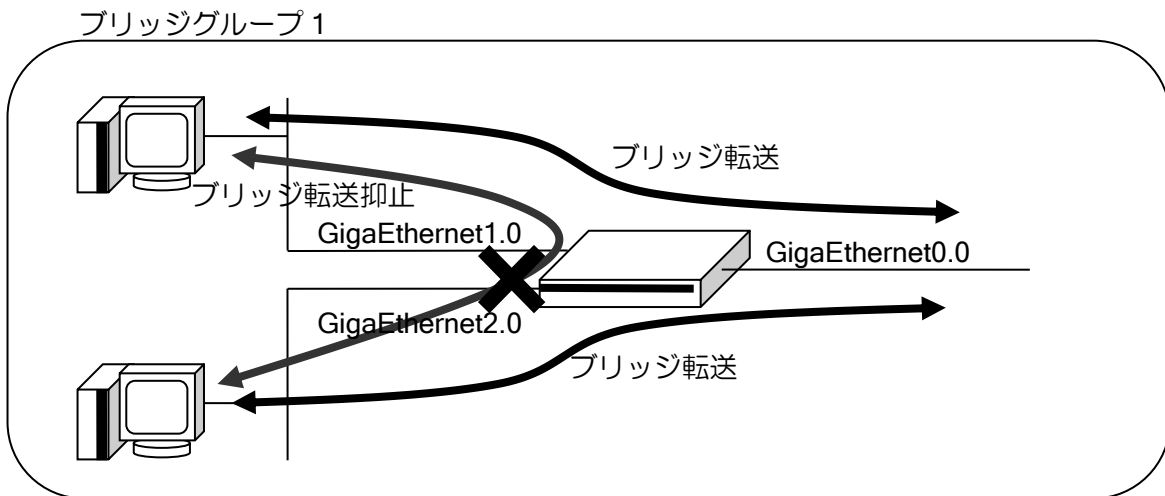 ブリッジグループ 1
ブリッジ転送
ブリッジ転送抑止
GigaEthernet1.0
GigaEthernet0.0
GigaEthernet2.0
ブリッジ転送